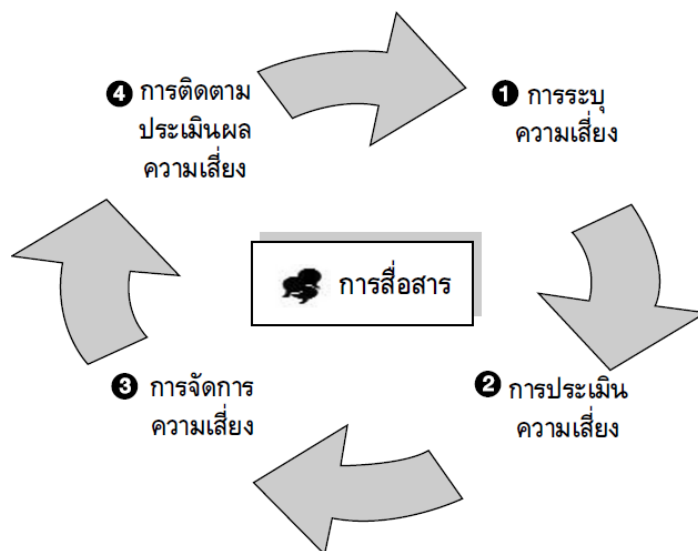 ❶ การระบุ
ความเสี่ยง
❷ การประเมิน
ความเสี่ยง
❸ การจัดการ
ความเสี่ยง
❹ การติดตาม
ประเมินผล
ความเสี่ยง
การสื่อสาร